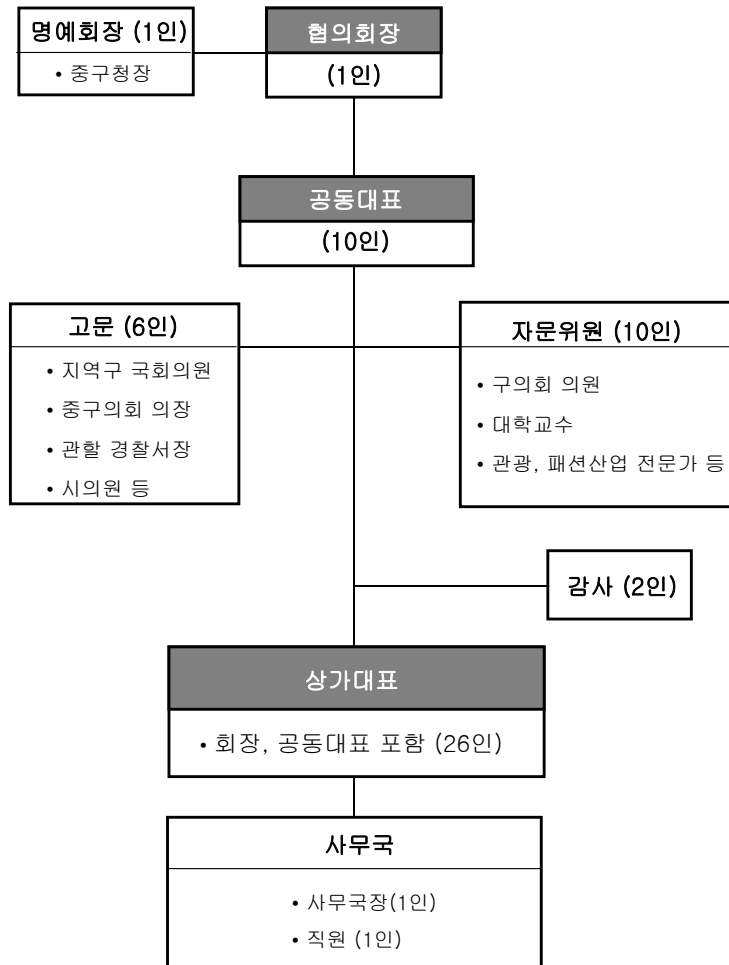 명예회장 (1인)
• 중구청장
협의회장
(1인)
공동대표
(10인)
고문 (6인)
• 지역구 국회의원
• 중구의회 의장
• 관할 경찰서장
• 시의원 등
자문위원 (10인)
• 구의회 의원
• 대학교수
• 관광, 패션산업 전문가 등
감사 (2인)
상가대표
• 회장, 공동대표 포함 (26인)
사무국
• 사무국장(1인)
• 직원 (1인)